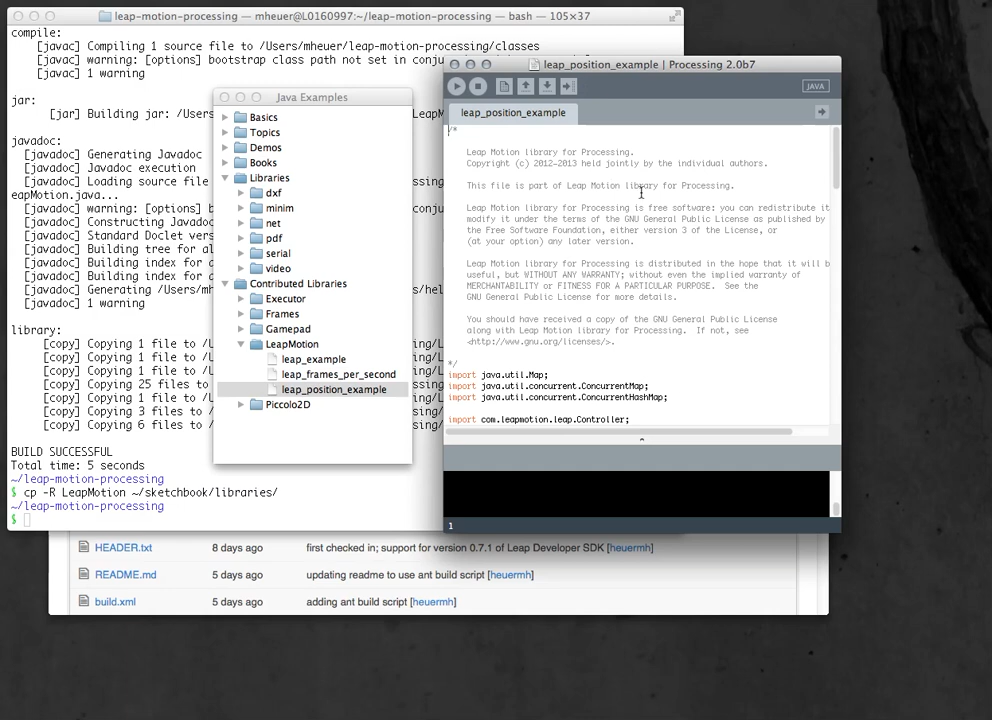 leap-motion-processing — mheuer@L0160997:~/leap-motion-processing — bash — 105×37
compile:
[javac] Compiling 1 source file to /Users/mheuer/leap-motion-processing/classes
[javac] warning: [options] bootstrap class path not set in conju
[javac] 1 warning
jar:
[jar] Building jar: /Users
LeapM
javadoc:
[javadoc] Generating Javadoc
[javadoc] Javadoc execution
[javadoc] Loading source file
eapMotion.java...
[javadoc] warning: [options] b
[javadoc] Constructing Javadoc
[javadoc] Standard Doclet vers
[javadoc] Building tree for al
[javadoc] Building index for a
[javadoc] Building index for a
[javadoc] Generating /Users/mh
[javadoc] 1 warning
library:
[copy] Copying 1 file to /L
[copy] Copying 1 file to /L
[copy] Copying 1 file to /L
[copy] Copying 25 files to
[copy] Copying 1 file to /L
[copy] Copying 3 files to /
[copy] Copying 6 files to /
BUILD SUCCESSFUL
Total time: 5 seconds
~/leap-motion-processing
$ cp -R LeapMotion ~/sketchbook/libraries/
~/leap-motion-processing
$
Java Examples
Basics
Topics
Demos
Books
Libraries
dxf
minim
net
pdf
serial
video
Contributed Libraries
Executor
Frames
Gamepad
LeapMotion
leap_example
leap_frames_per_second
leap_position_example
Piccolo2D
leap_position_example | Processing 2.0b7
JAVA
leap_position_example
/*
Leap Motion library for Processing.
Copyright (c) 2012-2013 held jointly by the individual authors.
This file is part of Leap Motion library for Processing.
Leap Motion library for Processing is free software: you can redistribute it
modify it under the terms of the GNU General Public License as published by
the Free Software Foundation, either version 3 of the License, or
(at your option) any later version.
Leap Motion library for Processing is distributed in the hope that it will b
useful, but WITHOUT ANY WARRANTY; without even the implied warranty of
MERCHANTABILITY or FITNESS FOR A PARTICULAR PURPOSE. See the
GNU General Public License for more details.
You should have received a copy of the GNU General Public License
along with Leap Motion library for Processing. If not, see
<http://www.gnu.org/licenses/>.
*/
import java.util.Map;
import java.util.concurrent.ConcurrentMap;
import java.util.concurrent.ConcurrentHashMap;
import com.leapmotion.leap.Controller;
1
HEADER.txt 8 days ago first checked in; support for version 0.7.1 of Leap Developer SDK [heuermh]
README.md 5 days ago updating readme to use ant build script [heuermh]
build.xml 5 days ago adding ant build script [heuermh]